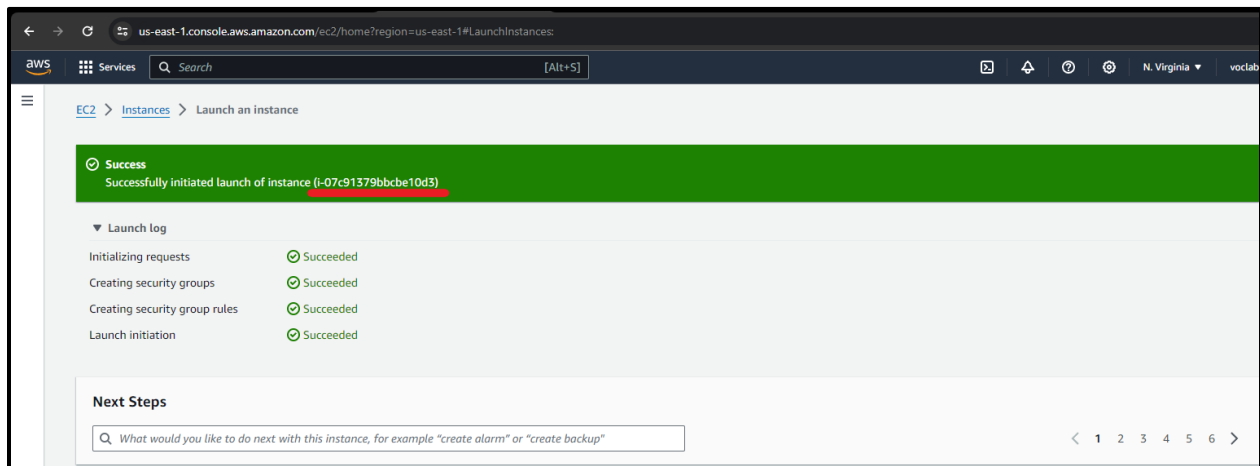 us-east-1.console.aws.amazon.com/ec2/home?region=us-east-1#LaunchInstances:
aws Services Search [Alt+S] N. Virginia ▼ voclab
EC2 > Instances > Launch an instance
Success
Successfully initiated launch of instance (i-07c91379bbcbe10d3)
▼ Launch log
Initializing requests Succeeded
Creating security groups Succeeded
Creating security group rules Succeeded
Launch initiation Succeeded
Next Steps
What would you like to do next with this instance, for example “create alarm” or “create backup”
< 1 2 3 4 5 6 >